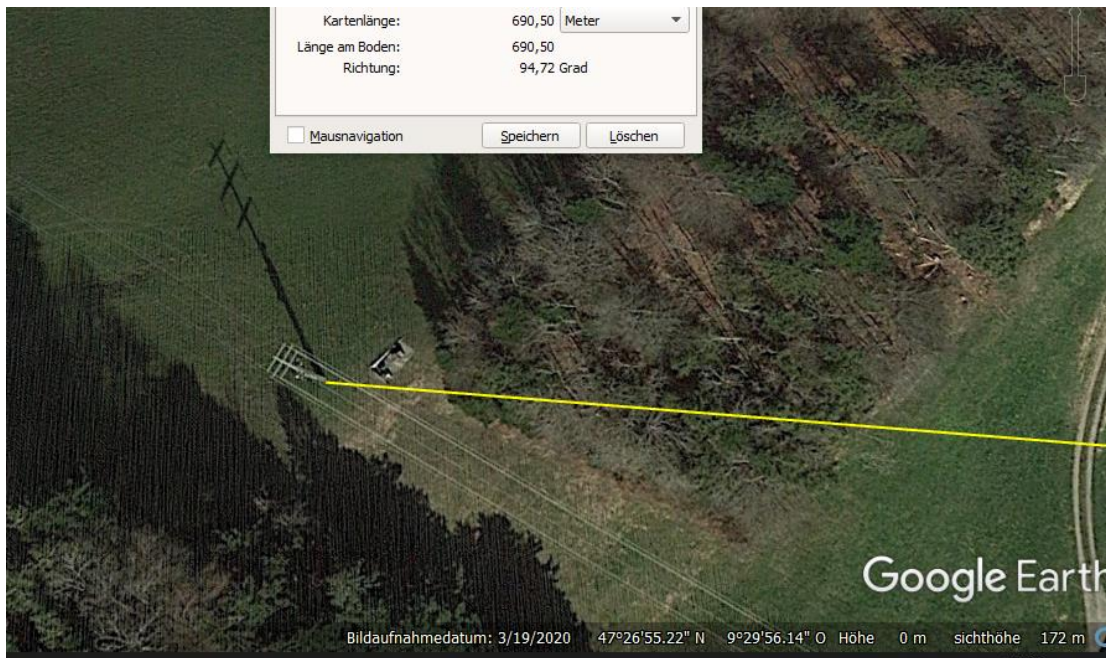 Kartenlänge: 690,50 Meter
Länge am Boden: 690,50
Richtung: 94,72 Grad
Mausnavigation Speichern Löschen
Google Earth
Bildaufnahmedatum: 3/19/2020 47°26'55.22" N 9°29'56.14" O Höhe 0 m sichthöhe 172 m